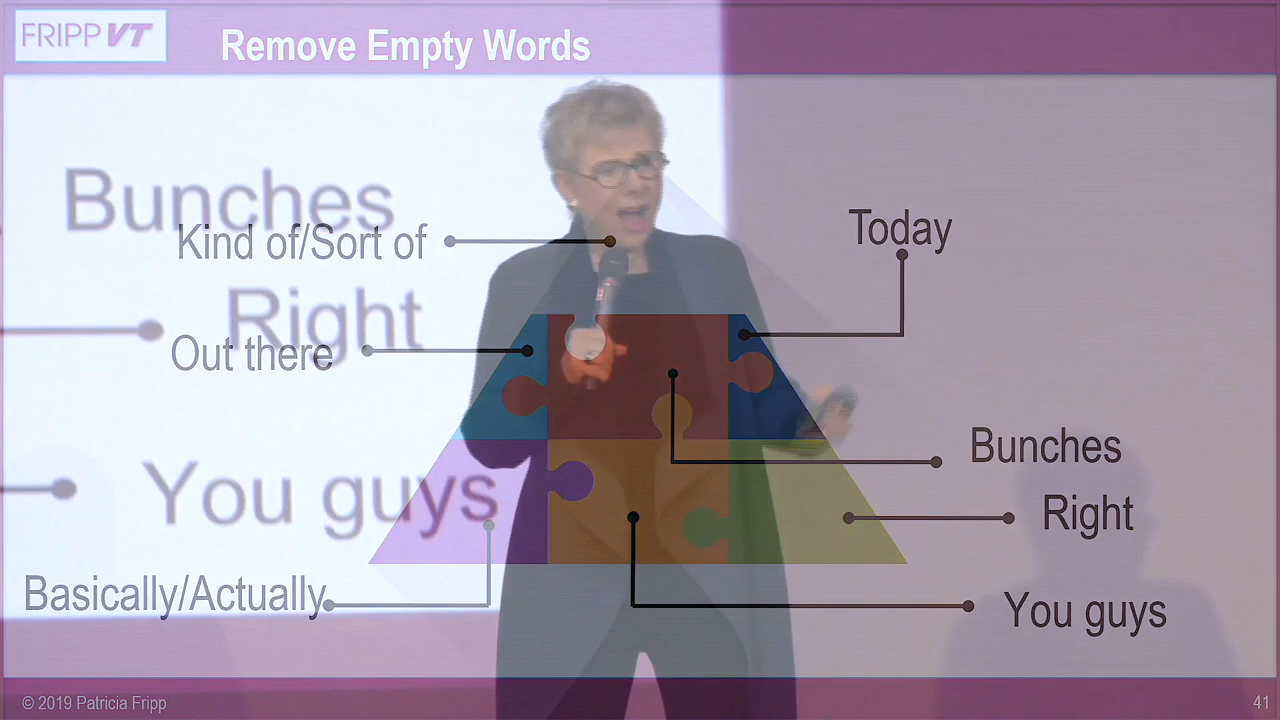 FRIPP VT
Remove Empty Words
Bunches
Kind of/Sort of
Today
Right
Out there
Bunches
You guys
Right
Basically/Actually
You guys
© 2019 Patricia Fripp
41